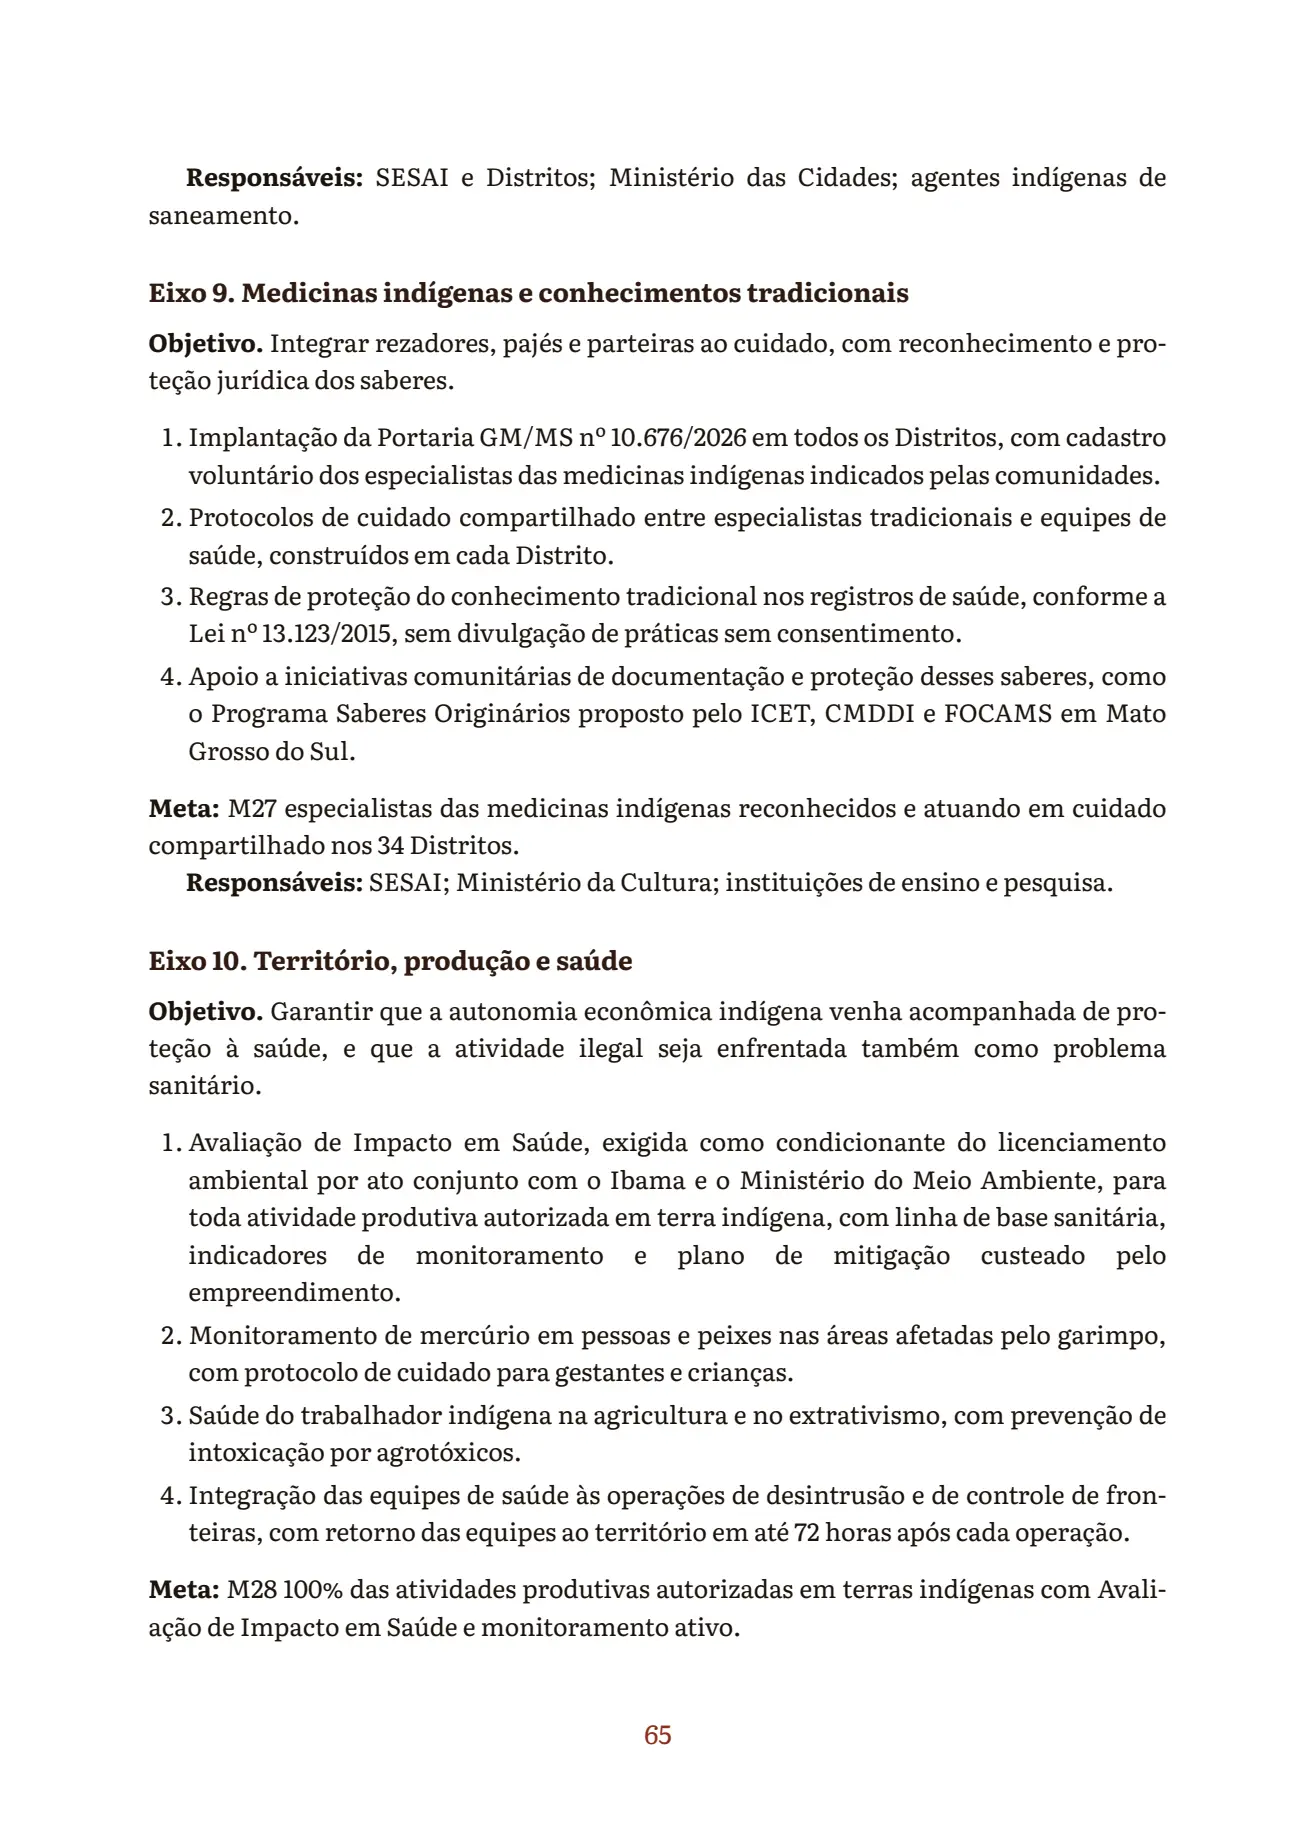 Responsáveis: SESAI e Distritos; Ministério das Cidades; agentes indígenas de
saneamento.
Eixo 9. Medicinas indígenas e conhecimentos tradicionais
Objetivo. Integrar rezadores, pajés e parteiras ao cuidado, com reconhecimento e pro-
teção jurídica dos saberes.
1. Implantação da Portaria GM/MS nº 10.676/2026 em todos os Distritos, com cadastro
voluntário dos especialistas das medicinas indígenas indicados pelas comunidades.
2. Protocolos de cuidado compartilhado entre especialistas tradicionais e equipes de
saúde, construídos em cada Distrito.
3. Regras de proteção do conhecimento tradicional nos registros de saúde, conforme a
Lei nº 13.123/2015, sem divulgação de práticas sem consentimento.
4. Apoio a iniciativas comunitárias de documentação e proteção desses saberes, como
o Programa Saberes Originários proposto pelo ICET, CMDDI e FOCAMS em Mato
Grosso do Sul.
Meta: M27 especialistas das medicinas indígenas reconhecidos e atuando em cuidado
compartilhado nos 34 Distritos.
Responsáveis: SESAI; Ministério da Cultura; instituições de ensino e pesquisa.
Eixo 10. Território, produção e saúde
Objetivo. Garantir que a autonomia econômica indígena venha acompanhada de pro-
teção à saúde, e que a atividade ilegal seja enfrentada também como problema
sanitário.
1. Avaliação de Impacto em Saúde, exigida como condicionante do licenciamento
ambiental por ato conjunto com o Ibama e o Ministério do Meio Ambiente, para
toda atividade produtiva autorizada em terra indígena, com linha de base sanitária,
indicadores de monitoramento e plano de mitigação custeado pelo
empreendimento.
2. Monitoramento de mercúrio em pessoas e peixes nas áreas afetadas pelo garimpo,
com protocolo de cuidado para gestantes e crianças.
3. Saúde do trabalhador indígena na agricultura e no extrativismo, com prevenção de
intoxicação por agrotóxicos.
4. Integração das equipes de saúde às operações de desintrusão e de controle de fron-
teiras, com retorno das equipes ao território em até 72 horas após cada operação.
Meta: M28 100% das atividades produtivas autorizadas em terras indígenas com Avali-
ação de Impacto em Saúde e monitoramento ativo.
65